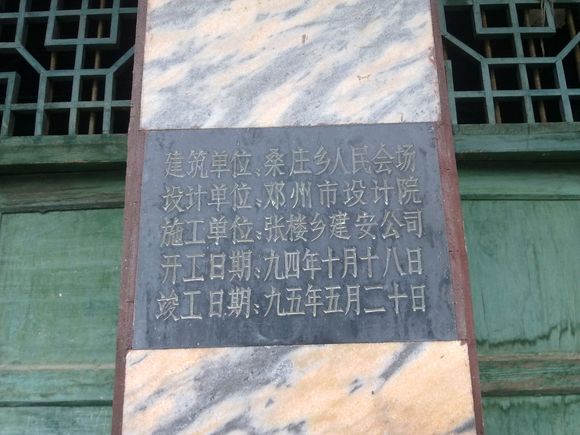 建筑单位:桑庄乡人民会场
设计单位:邓州市设计院
施工单位:张楼乡建安公司
开工日期:九四年十月十八日
竣工日期:九五年五月二十日